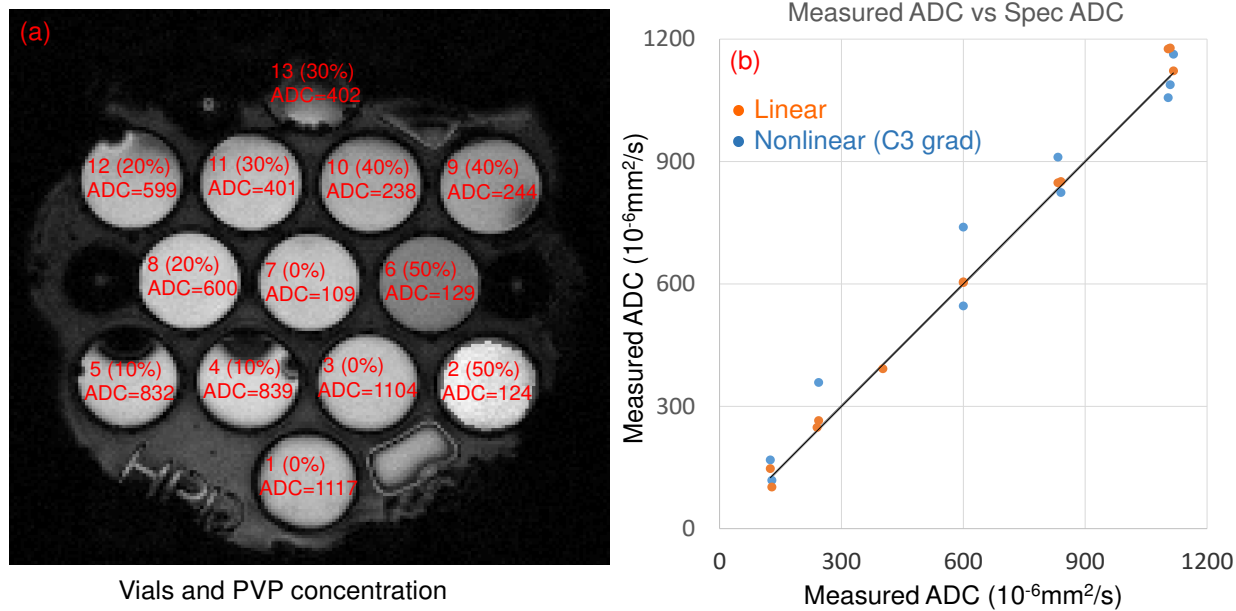 (a)
13 (30%)
ADC=402
12 (20%)
ADC=599
11 (30%)
ADC=401
10 (40%)
ADC=238
9 (40%)
ADC=244
8 (20%)
ADC=600
7 (0%)
ADC=109
6 (50%)
ADC=129
5 (10%)
ADC=832
4 (10%)
ADC=839
3 (0%)
ADC=1104
2 (50%)
ADC=124
1 (0%)
ADC=1117
HPD
Vials and PVP concentration
Measured ADC vs Spec ADC
(b)
Linear
Nonlinear (C3 grad)
Measured ADC (10⁻⁶mm²/s)
1200
900
600
300
0
0
300
600
900
1200
Measured ADC (10⁻⁶mm²/s)